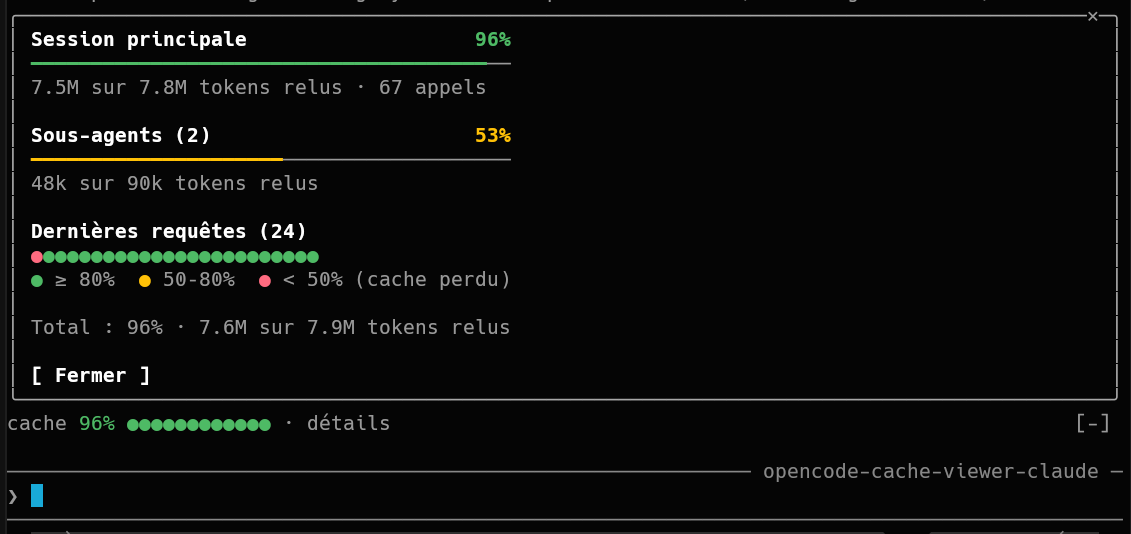 ×
Session principale 96%
7.5M sur 7.8M tokens relus · 67 appels
Sous-agents (2) 53%
48k sur 90k tokens relus
Dernières requêtes (24)
● ≥ 80% ● 50-80% ● < 50% (cache perdu)
Total : 96% · 7.6M sur 7.9M tokens relus
[ Fermer ]
cache 96% ●●●●●●●●●●●● · détails [-]
opencode-cache-viewer-claude
❯